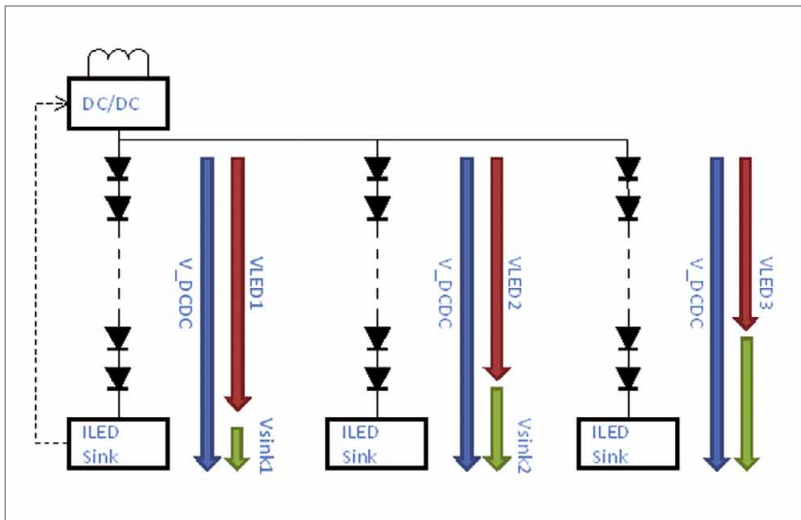 DC/DC
V_DCDC
VLED1
Vsink1
V_DCDC
VLED2
Vsink2
V_DCDC
VLED3
ILED
Sink
ILED
Sink
ILED
Sink